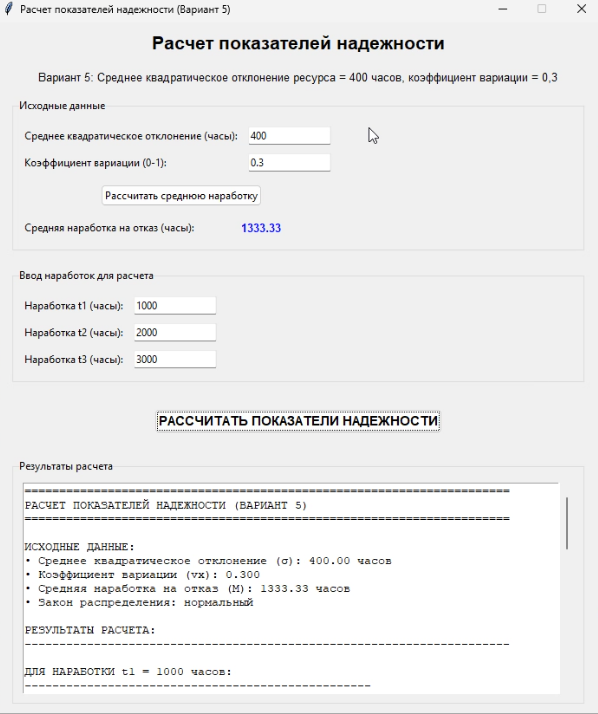 Расчет показателей надежности (Вариант 5)
Расчет показателей надежности
Вариант 5: Среднее квадратическое отклонение ресурса = 400 часов, коэффициент вариации = 0,3
Исходные данные
Среднее квадратическое отклонение (часы): 400
Коэффициент вариации (0-1): 0.3
Рассчитать среднюю наработку
Средняя наработка на отказ (часы): 1333.33
Ввод наработок для расчета
Наработка t1 (часы): 1000
Наработка t2 (часы): 2000
Наработка t3 (часы): 3000
РАССЧИТАТЬ ПОКАЗАТЕЛИ НАДЕЖНОСТИ
Результаты расчета
======================================================================
РАСЧЕТ ПОКАЗАТЕЛЕЙ НАДЕЖНОСТИ (ВАРИАНТ 5)
======================================================================
ИСХОДНЫЕ ДАННЫЕ:
• Среднее квадратическое отклонение (σ): 400.00 часов
• Коэффициент вариации (vx): 0.300
• Средняя наработка на отказ (M): 1333.33 часов
• Закон распределения: нормальный
РЕЗУЛЬТАТЫ РАСЧЕТА:
----------------------------------------------------------------------
ДЛЯ НАРАБОТКИ t1 = 1000 часов:
--------------------------------------------------